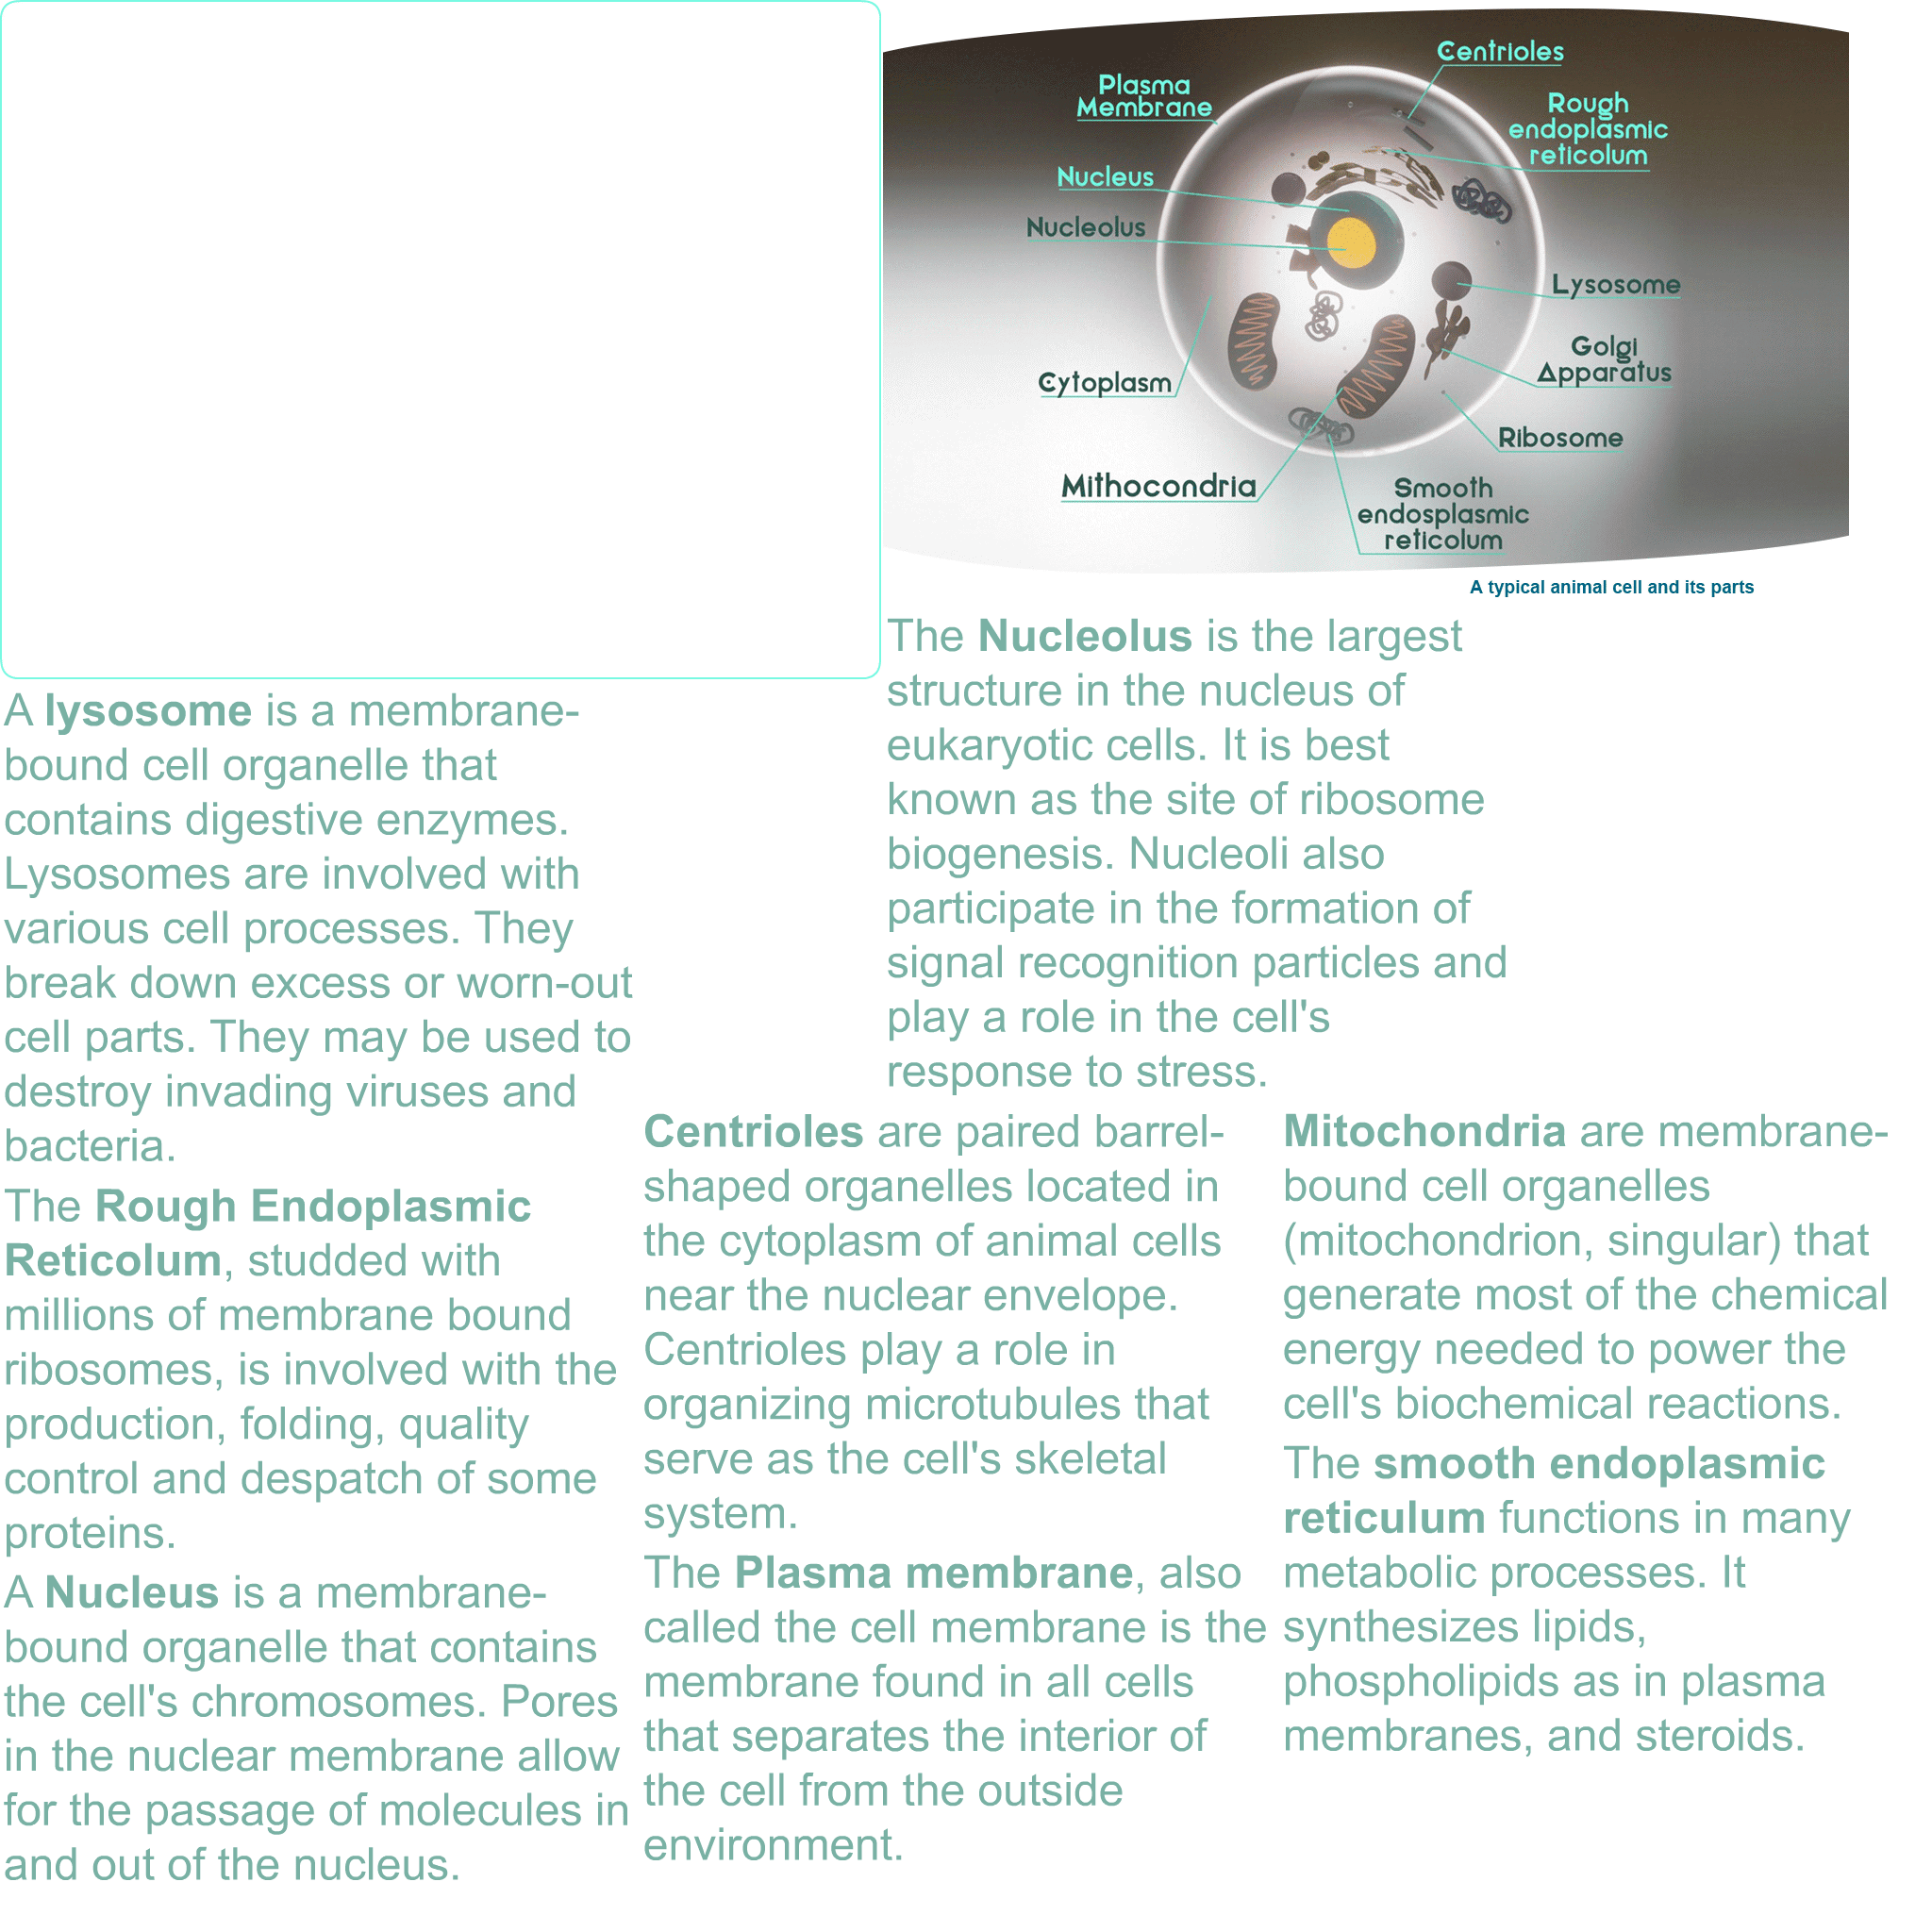 Centrioles
Plasma
Membrane
Rough
endoplasmic
reticolum
Nucleus
Nucleolus
Lysosome
Golgi
Apparatus
Cytoplasm
Ribosome
Mithocondria
Smooth
endosplasmic
reticolum
A typical animal cell and its parts
The Nucleolus is the largest
structure in the nucleus of
eukaryotic cells. It is best
known as the site of ribosome
biogenesis. Nucleoli also
participate in the formation of
signal recognition particles and
play a role in the cell's
response to stress.
A lysosome is a membrane-
bound cell organelle that
contains digestive enzymes.
Lysosomes are involved with
various cell processes. They
break down excess or worn-out
cell parts. They may be used to
destroy invading viruses and
bacteria.
The Rough Endoplasmic
Reticolum, studded with
millions of membrane bound
ribosomes, is involved with the
production, folding, quality
control and despatch of some
proteins.
A Nucleus is a membrane-
bound organelle that contains
the cell's chromosomes. Pores
in the nuclear membrane allow
for the passage of molecules in
and out of the nucleus.
Centrioles are paired barrel-
shaped organelles located in
the cytoplasm of animal cells
near the nuclear envelope.
Centrioles play a role in
organizing microtubules that
serve as the cell's skeletal
system.
The Plasma membrane, also
called the cell membrane is the
membrane found in all cells
that separates the interior of
the cell from the outside
environment.
Mitochondria are membrane-
bound cell organelles
(mitochondrion, singular) that
generate most of the chemical
energy needed to power the
cell's biochemical reactions.
The smooth endoplasmic
reticulum functions in many
metabolic processes. It
synthesizes lipids,
phospholipids as in plasma
membranes, and steroids.